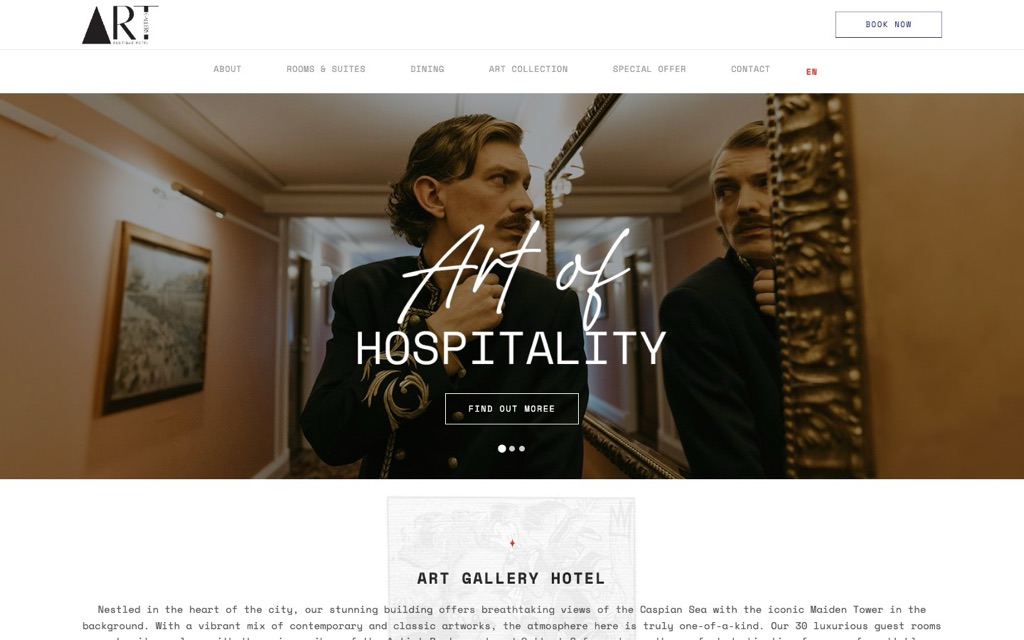 ART
GALLERY
BOUTIQUE HOTEL
BOOK NOW
ABOUT
ROOMS & SUITES
DINING
ART COLLECTION
SPECIAL OFFER
CONTACT
EN
Art of
HOSPITALITY
FIND OUT MOREE
ART GALLERY HOTEL
Nestled in the heart of the city, our stunning building offers breathtaking views of the Caspian Sea with the iconic Maiden Tower in the
background. With a vibrant mix of contemporary and classic artworks, the atmosphere here is truly one-of-a-kind. Our 30 luxurious guest rooms